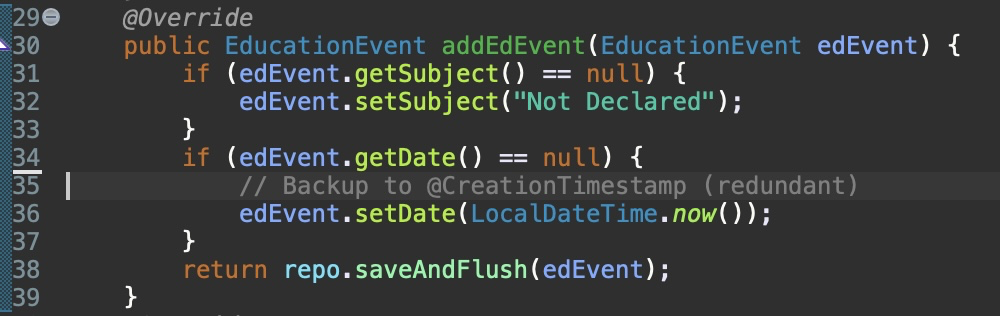 29 @Override
30 public EducationEvent addEdEvent(EducationEvent edEvent) {
31 if (edEvent.getSubject() == null) {
32 edEvent.setSubject("Not Declared");
33 }
34 if (edEvent.getDate() == null) {
35 // Backup to @CreationTimestamp (redundant)
36 edEvent.setDate(LocalDateTime.now());
37 }
38 return repo.saveAndFlush(edEvent);
39 }